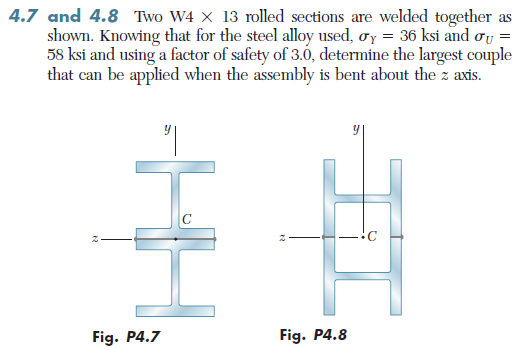 4.7 and 4.8 Two W4 × 13 rolled sections are welded together as
shown. Knowing that for the steel alloy used, σY = 36 ksi and σU =
58 ksi and using a factor of safety of 3.0, determine the largest couple
that can be applied when the assembly is bent about the z axis.
y
y
C
z
z
C
Fig. P4.7
Fig. P4.8